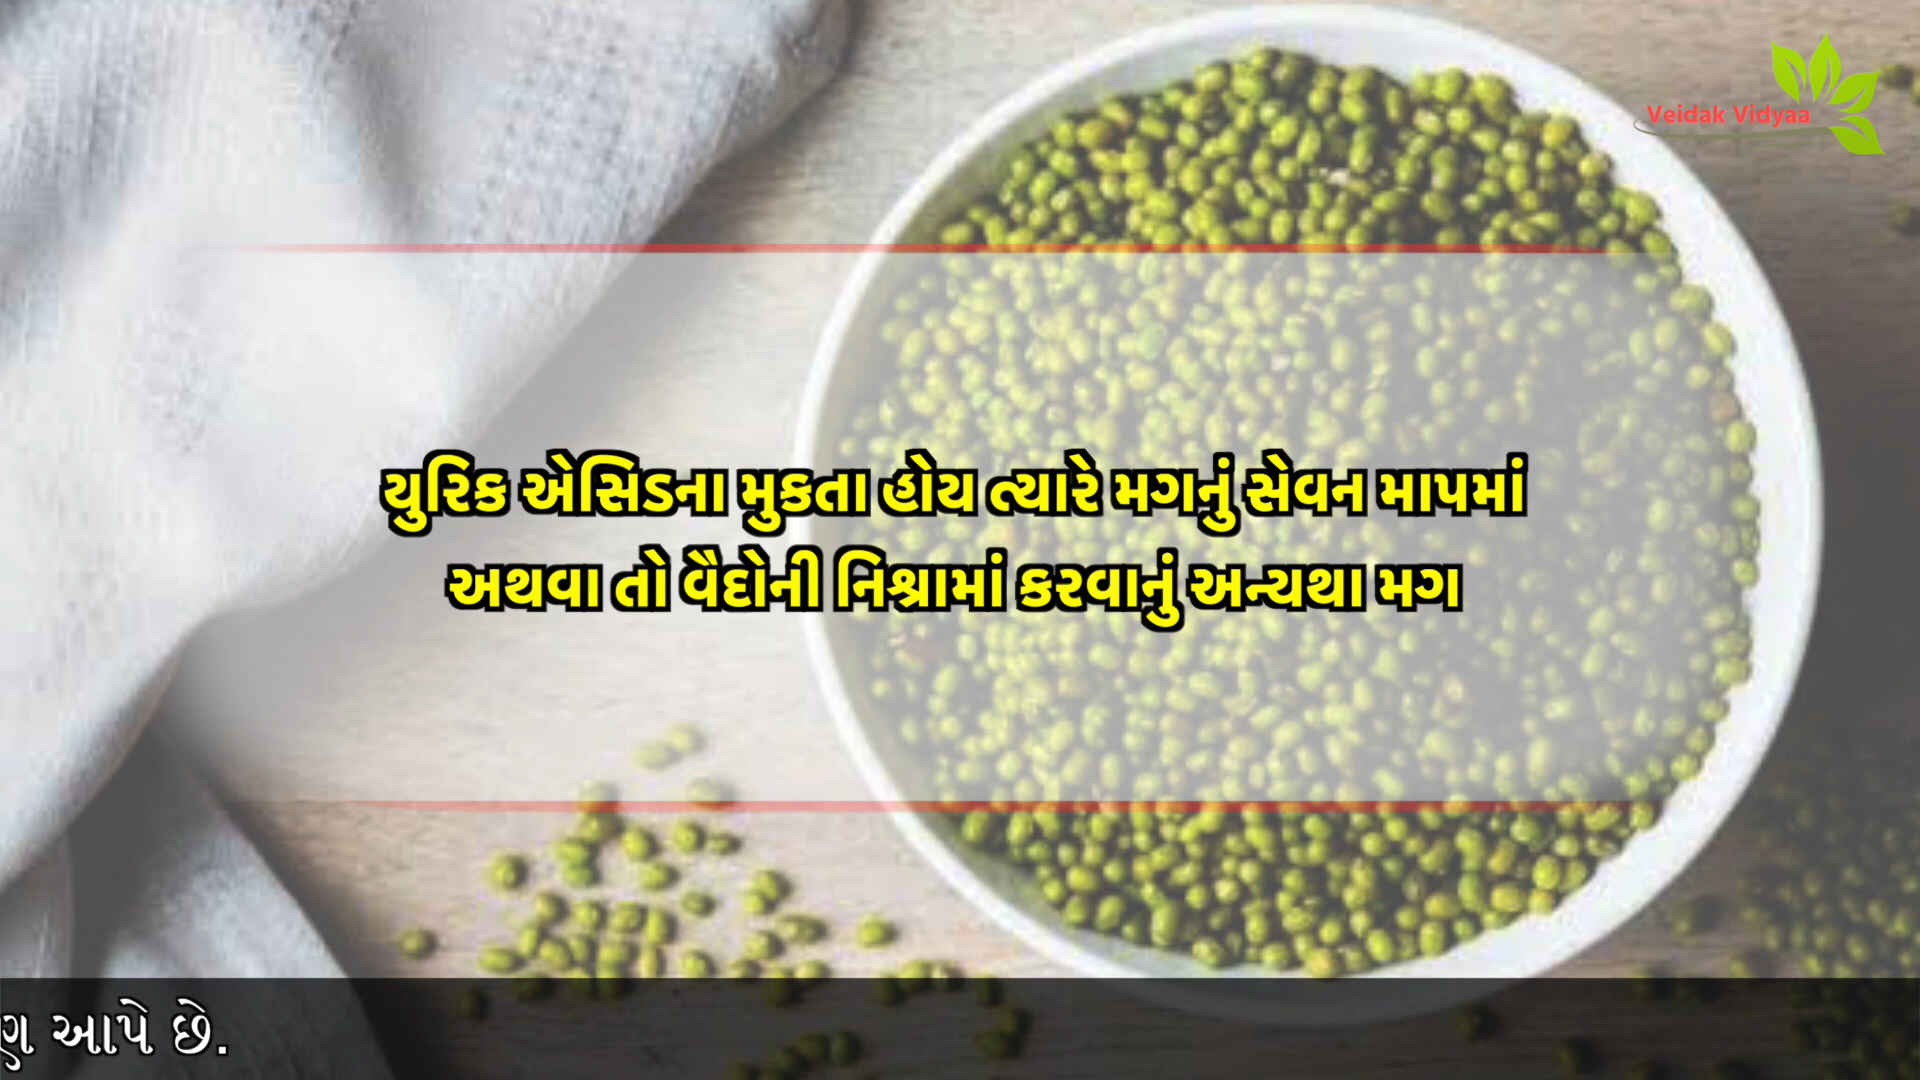 Veidak Vidyaa
યુરિક એસિડના મુકતા હોય ત્યારે મગનું સેવન માપમાં
અથવા તો વૈદોની નિશ્રામાં કરવાનું અન્યથા મગ
આપે છે.